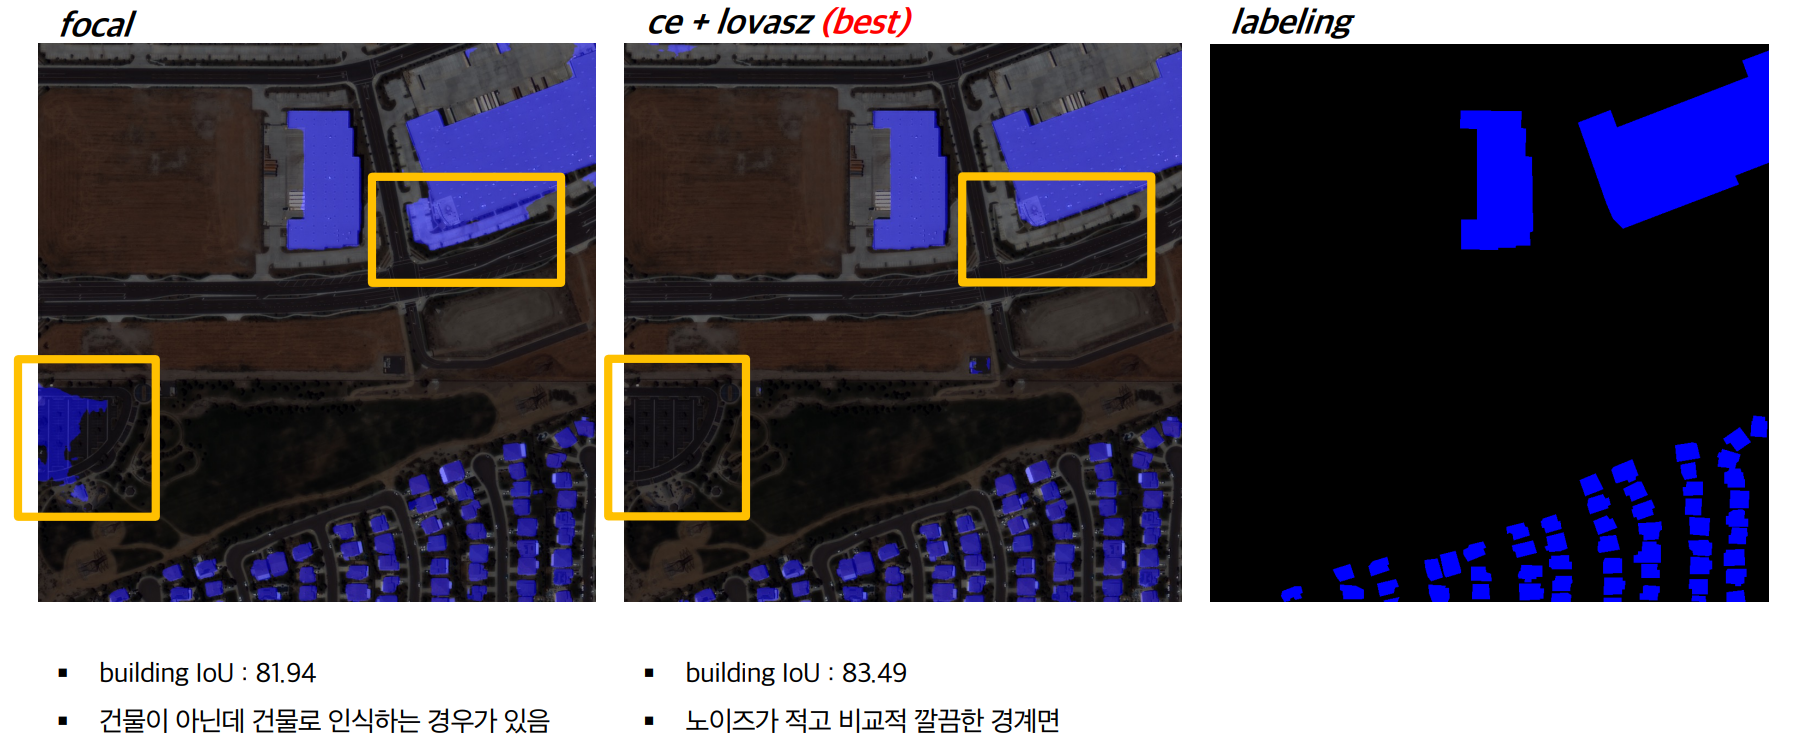 focal
ce + lovasz (best)
labeling
▪ building IoU : 81.94
▪ 건물이 아닌데 건물로 인식하는 경우가 있음
▪ building IoU : 83.49
▪ 노이즈가 적고 비교적 깔끔한 경계면